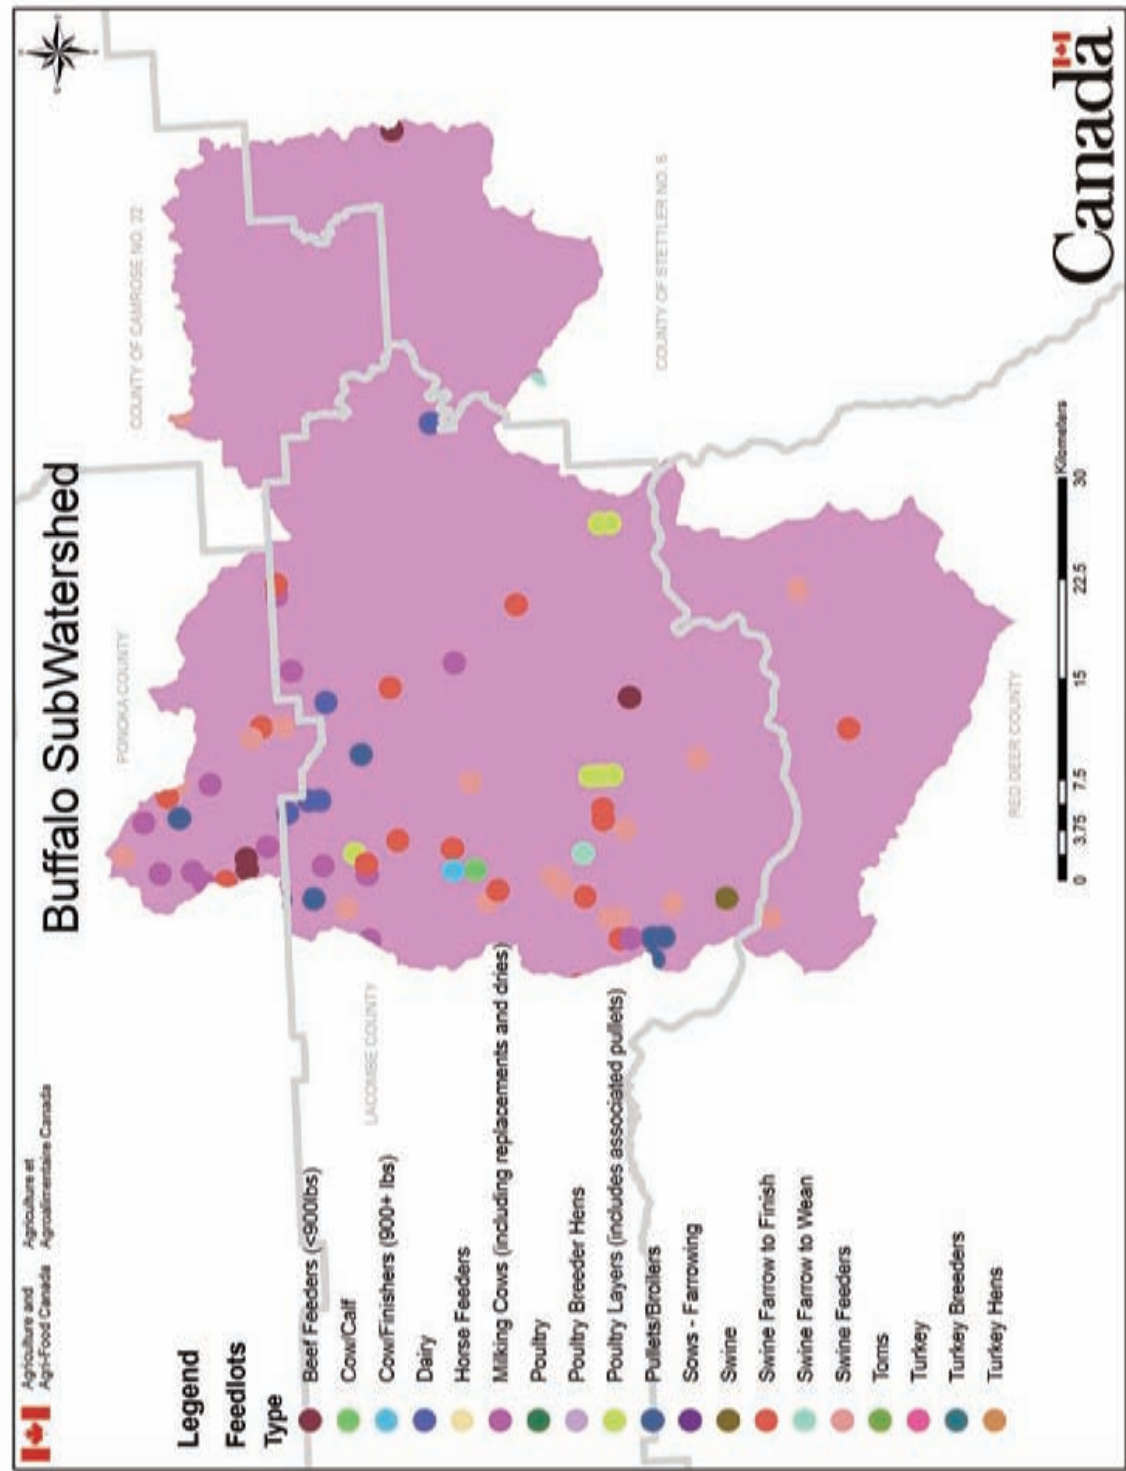 Agriculture and
Agri-Food Canada
Agriculture et
Agroalimentaire Canada
Buffalo SubWatershed
Legend
Feedlots
Type
Beef Feeders (<900lbs)
Cow/Calf
Cow/Finishers (900+ lbs)
Dairy
Horse Feeders
Milking Cows (including replacements and dries)
Poultry
Poultry Breeder Hens
Poultry Layers (includes associated pullets)
Pullets/Broilers
Sows - Farrowing
Swine
Swine Farrow to Finish
Swine Farrow to Wean
Swine Feeders
Toms
Turkey
Turkey Breeders
Turkey Hens
PONOKA COUNTY
COUNTY OF CAMROSE NO. 22
LACOMBE COUNTY
COUNTY OF STETTLER NO. 6
RED DEER COUNTY
0 3.75 7.5 15 22.5 30
Kilometers
Canada